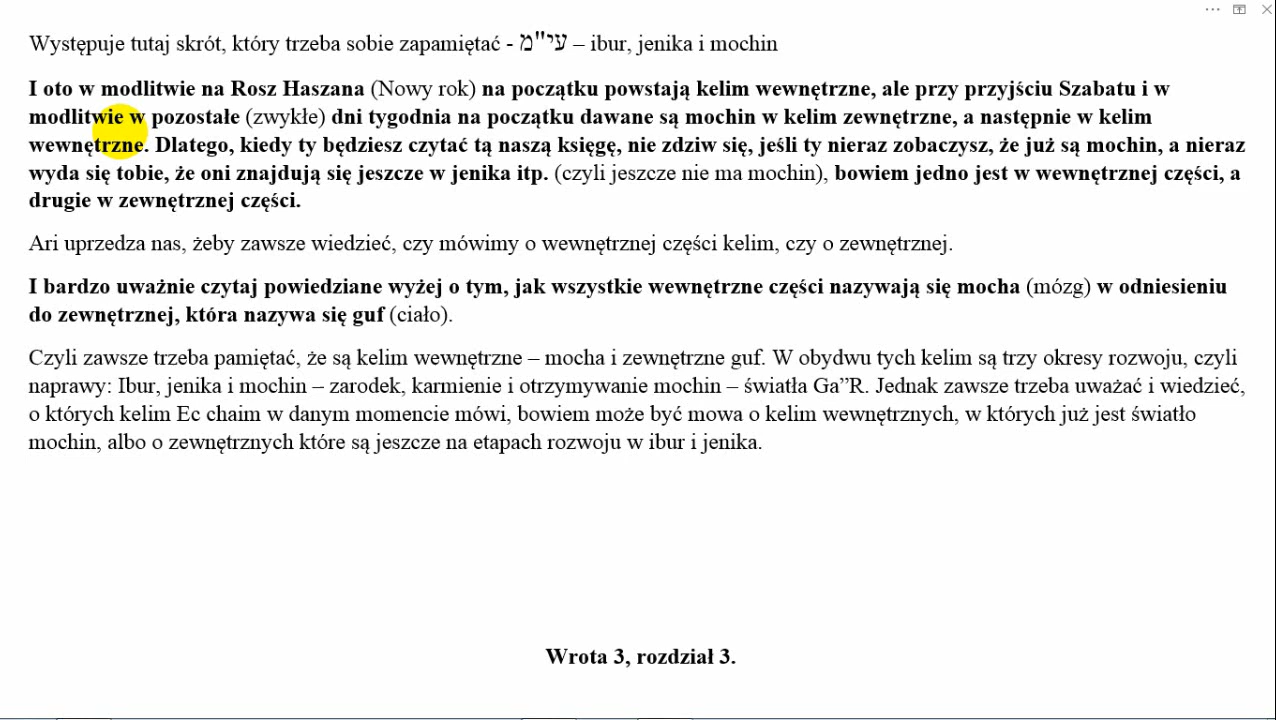 Występuje tutaj skrót, który trzeba sobie zapamiętać - עי"מ – ibur, jenika i mochin
I oto w modlitwie na Rosz Haszana (Nowy rok) na początku powstają kelim wewnętrzne, ale przy przyjściu Szabatu i w
modlitwie w pozostałe (zwykłe) dni tygodnia na początku dawane są mochin w kelim zewnętrzne, a następnie w kelim
wewnętrzne. Dlatego, kiedy ty będziesz czytać tą naszą księgę, nie zdziw się, jeśli ty nieraz zobaczysz, że już są mochin, a nieraz
wyda się tobie, że oni znajdują się jeszcze w jenika itp. (czyli jeszcze nie ma mochin), bowiem jedno jest w wewnętrznej części, a
drugie w zewnętrznej części.
Ari uprzedza nas, żeby zawsze wiedzieć, czy mówimy o wewnętrznej części kelim, czy o zewnętrznej.
I bardzo uważnie czytaj powiedziane wyżej o tym, jak wszystkie wewnętrzne części nazywają się mocha (mózg) w odniesieniu
do zewnętrznej, która nazywa się guf (ciało).
Czyli zawsze trzeba pamiętać, że są kelim wewnętrzne – mocha i zewnętrzne guf. W obydwu tych kelim są trzy okresy rozwoju, czyli
naprawy: Ibur, jenika i mochin – zarodek, karmienie i otrzymywanie mochin – światła Ga”R. Jednak zawsze trzeba uważać i wiedzieć,
o których kelim Ec chaim w danym momencie mówi, bowiem może być mowa o kelim wewnętrznych, w których już jest światło
mochin, albo o zewnętrznych które są jeszcze na etapach rozwoju w ibur i jenika.
Wrota 3, rozdział 3.